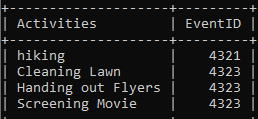 | Activities         | EventID |
| hiking             |    4321 |
| Cleaning Lawn      |    4323 |
| Handing out Flyers |    4323 |
| Screening Movie    |    4323 |